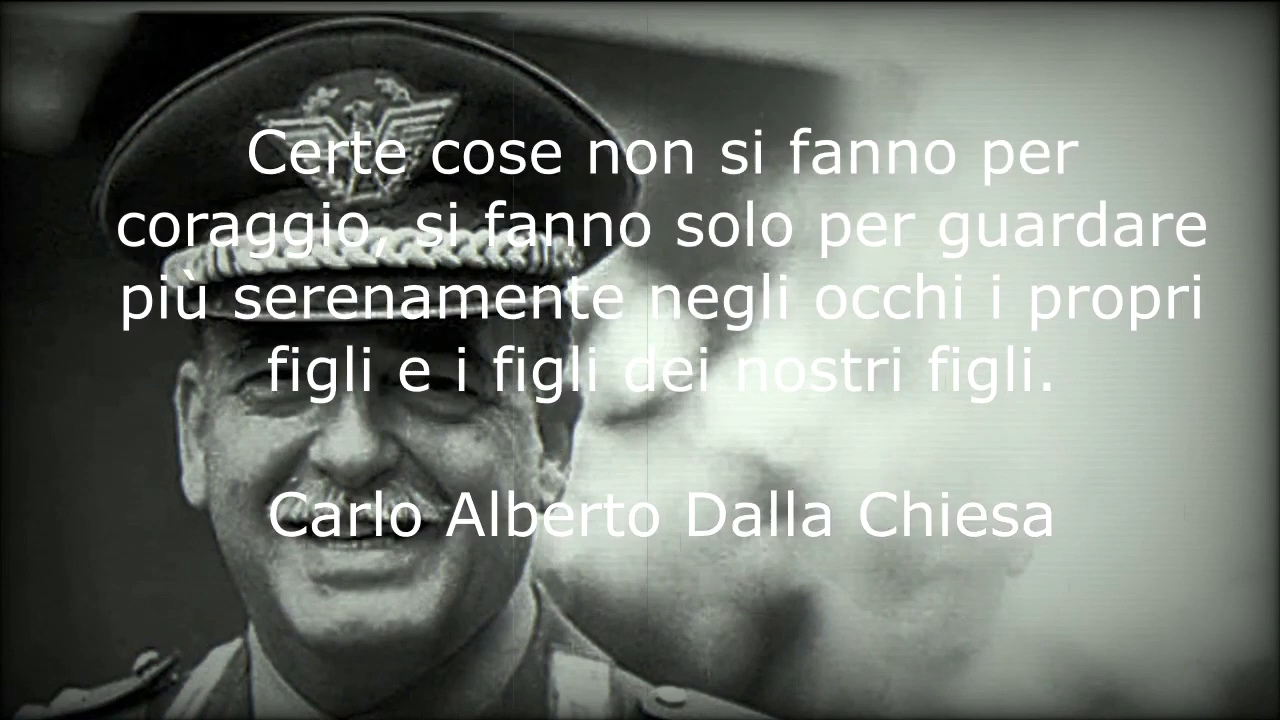 Certe cose non si fanno per
coraggio, si fanno solo per guardare
più serenamente negli occhi i propri
figli e i figli dei nostri figli.
Carlo Alberto Dalla Chiesa